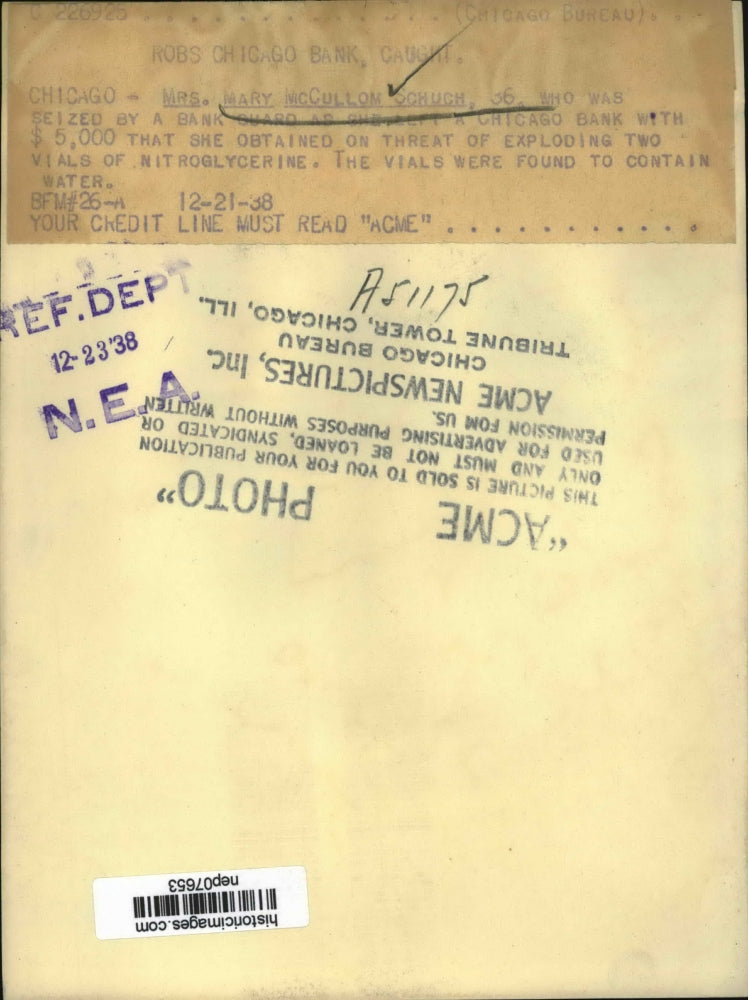 C 226926 (CHICAGO BUREAU).
ROBS CHICAGO BANK, CAUGHT.
CHICAGO - MRS. MARY McCULLOM SCHUCH, 36, WHO WAS
SEIZED BY A BANK GUARD AS SHE LEFT A CHICAGO BANK WITH
$ 5,000 THAT SHE OBTAINED ON THREAT OF EXPLODING TWO
VIALS OF NITROGLYCERINE. THE VIALS WERE FOUND TO CONTAIN
WATER.
BFM#26-A 12-21-38
YOUR CREDIT LINE MUST READ "ACME" . . . . . . . . . . . .
A51175
REF. DEPT
12-23'38
N.E.A.
"ACME PHOTO"
THIS PICTURE IS SOLD TO YOU FOR YOUR PUBLICATION
ONLY AND MUST NOT BE LOANED, SYNDICATED OR
USED FOR ADVERTISING PURPOSES WITHOUT WRITTEN
PERMISSION FOM US.
ACME NEWSPICTURES, Inc.
CHICAGO BUREAU
TRIBUNE TOWER, CHICAGO, ILL.
historicimages.com
nep07653